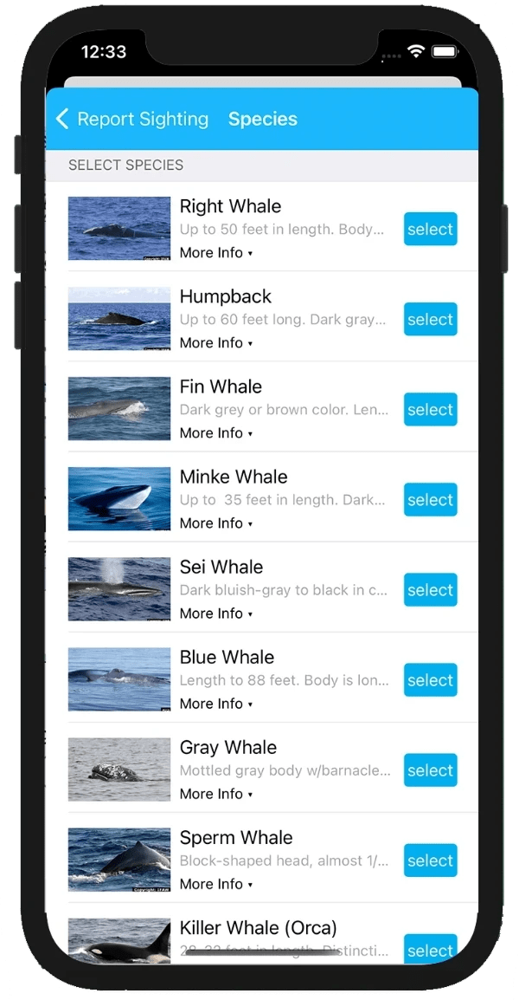 12:33
Report Sighting Species
SELECT SPECIES
Right Whale
Up to 50 feet in length. Body...
select
More Info
Humpback
Up to 60 feet long. Dark gray...
select
More Info
Fin Whale
Dark grey or brown color. Len...
select
More Info
Minke Whale
Up to 35 feet in length. Dark...
select
More Info
Sei Whale
Dark bluish-gray to black in c...
select
More Info
Blue Whale
Length to 88 feet. Body is lon...
select
More Info
Gray Whale
Mottled gray body w/barnacle...
select
More Info
Sperm Whale
Block-shaped head, almost 1/...
select
Copyright: IFAW
More Info
Killer Whale (Orca)
feet in length. Distincti...
select